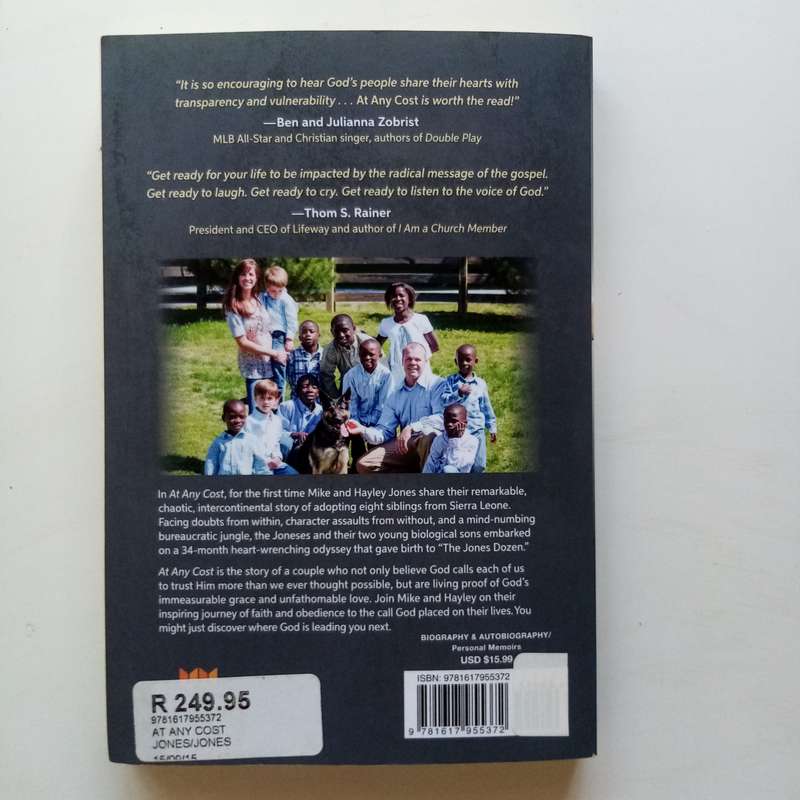 “It is so encouraging to hear God’s people share their hearts with
transparency and vulnerability . . . At Any Cost is worth the read!”
—Ben and Julianna Zobrist
MLB All-Star and Christian singer, authors of Double Play
“Get ready for your life to be impacted by the radical message of the gospel.
Get ready to laugh. Get ready to cry. Get ready to listen to the voice of God.”
—Thom S. Rainer
President and CEO of Lifeway and author of I Am a Church Member
In At Any Cost, for the first time Mike and Hayley Jones share their remarkable,
chaotic, intercontinental story of adopting eight siblings from Sierra Leone.
Facing doubts from within, character assaults from without, and a mind-numbing
bureaucratic jungle, the Joneses and their two young biological sons embarked
on a 34-month heart-wrenching odyssey that gave birth to “The Jones Dozen.”
At Any Cost is the story of a couple who not only believe God calls each of us
to trust Him more than we ever thought possible, but are living proof of God’s
immeasurable grace and unfathomable love. Join Mike and Hayley on their
inspiring journey of faith and obedience to the call God placed on their lives. You
might just discover where God is leading you next.
BIOGRAPHY & AUTOBIOGRAPHY/
Personal Memoirs
USD $15.99
ISBN: 9781617955372
9 781617 955372
R 249.95
9781617955372
AT ANY COST
JONES/JONES